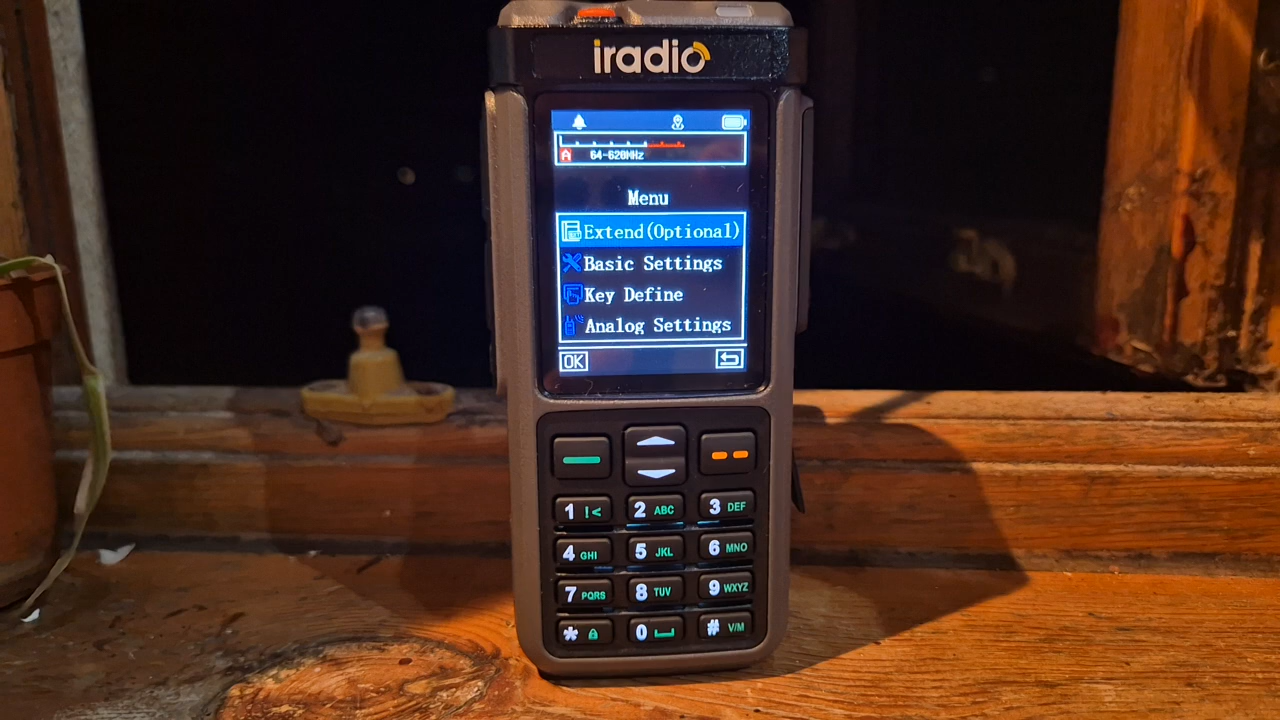 iradio
A 64-620MHz
Menu
Extend(Optional)
Basic Settings
Key Define
Analog Settings
OK
1 !<
2 ABC
3 DEF
4 GHI
5 JKL
6 MNO
7 PQRS
8 TUV
9 WXYZ
*
0
# V/M